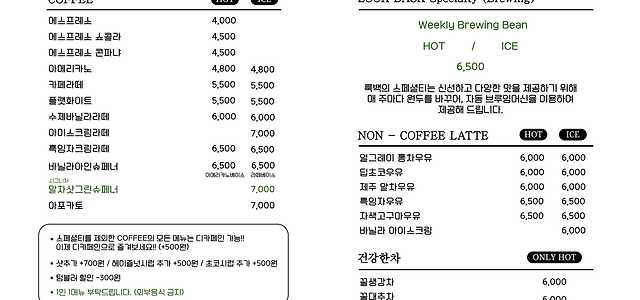 COFFEE HOT ICE
에스프레소 4,000
에스프레소 쇼콜라 4,500
에스프레소 콘파냐 4,500
아메리카노 4,800 4,800
카페라떼 5,500 5,500
플랫화이트 5,500 5,500
수제바닐라라떼 6,000 6,000
아이스크림라떼 7,000
흑임자크림라떼 6,500 6,500
바닐라아인슈페너 6,500 6,500
아메리카노베이스 라떼베이스
말차샷그린슈페너 7,000
아포카토 7,000
• 스페셜티를 제외한 COFFEE의 모든 메뉴는 디카페인 가능!!
이제 디카페인으로 즐겨보세요!! (+500원)
• 샷추가 +700원 / 헤이즐넛시럽 추가 +500원 / 초코시럽 추가 +500원
• 텀블러 할인 -300원
• 1인 1메뉴 부탁드립니다. (외부음식 금지)
Specialty (Brewing)
Weekly Brewing Bean
HOT / ICE
6,500
룩백의 스페셜티는 신선하고 다양한 맛을 제공하기 위해
매 주마다 원두를 바꾸어, 자동 브루잉머신을 이용하여
제공해 드립니다.
NON - COFFEE LATTE HOT ICE
얼그레이 홍차우유 6,000 6,000
딥초코우유 6,000 6,000
제주 말차우유 6,000 6,000
흑임자우유 6,500 6,500
자색고구마우유 6,500 6,500
바닐라 아이스크림 6,000
건강한차 ONLY HOT
꿀생강차 6,000
꿀대추차 6,000